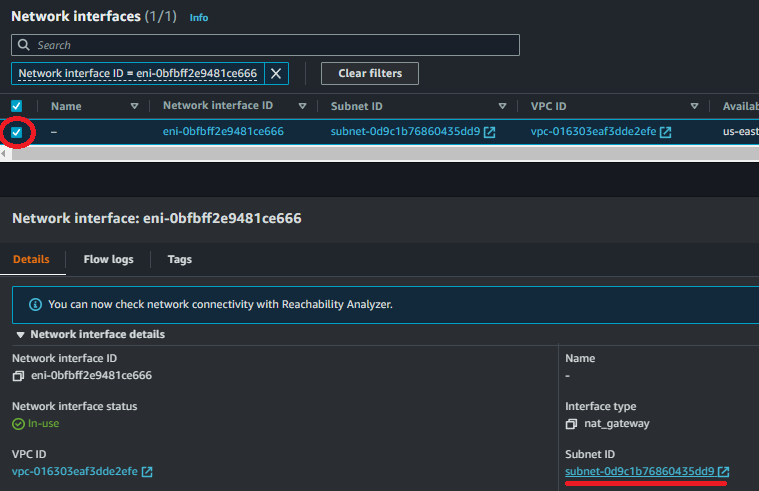 Network interfaces (1/1) Info
Search
Network interface ID = eni-0bfbff2e9481ce666
Clear filters
Name Network interface ID Subnet ID VPC ID Availa
– eni-0bfbff2e9481ce666 subnet-0d9c1b76860435dd9 vpc-016303eaf3dde2efe us-east
Network interface: eni-0bfbff2e9481ce666
Details Flow logs Tags
You can now check network connectivity with Reachability Analyzer.
Network interface details
Network interface ID
eni-0bfbff2e9481ce666
Name
-
Network interface status
In-use
Interface type
nat_gateway
VPC ID
vpc-016303eaf3dde2efe
Subnet ID
subnet-0d9c1b76860435dd9